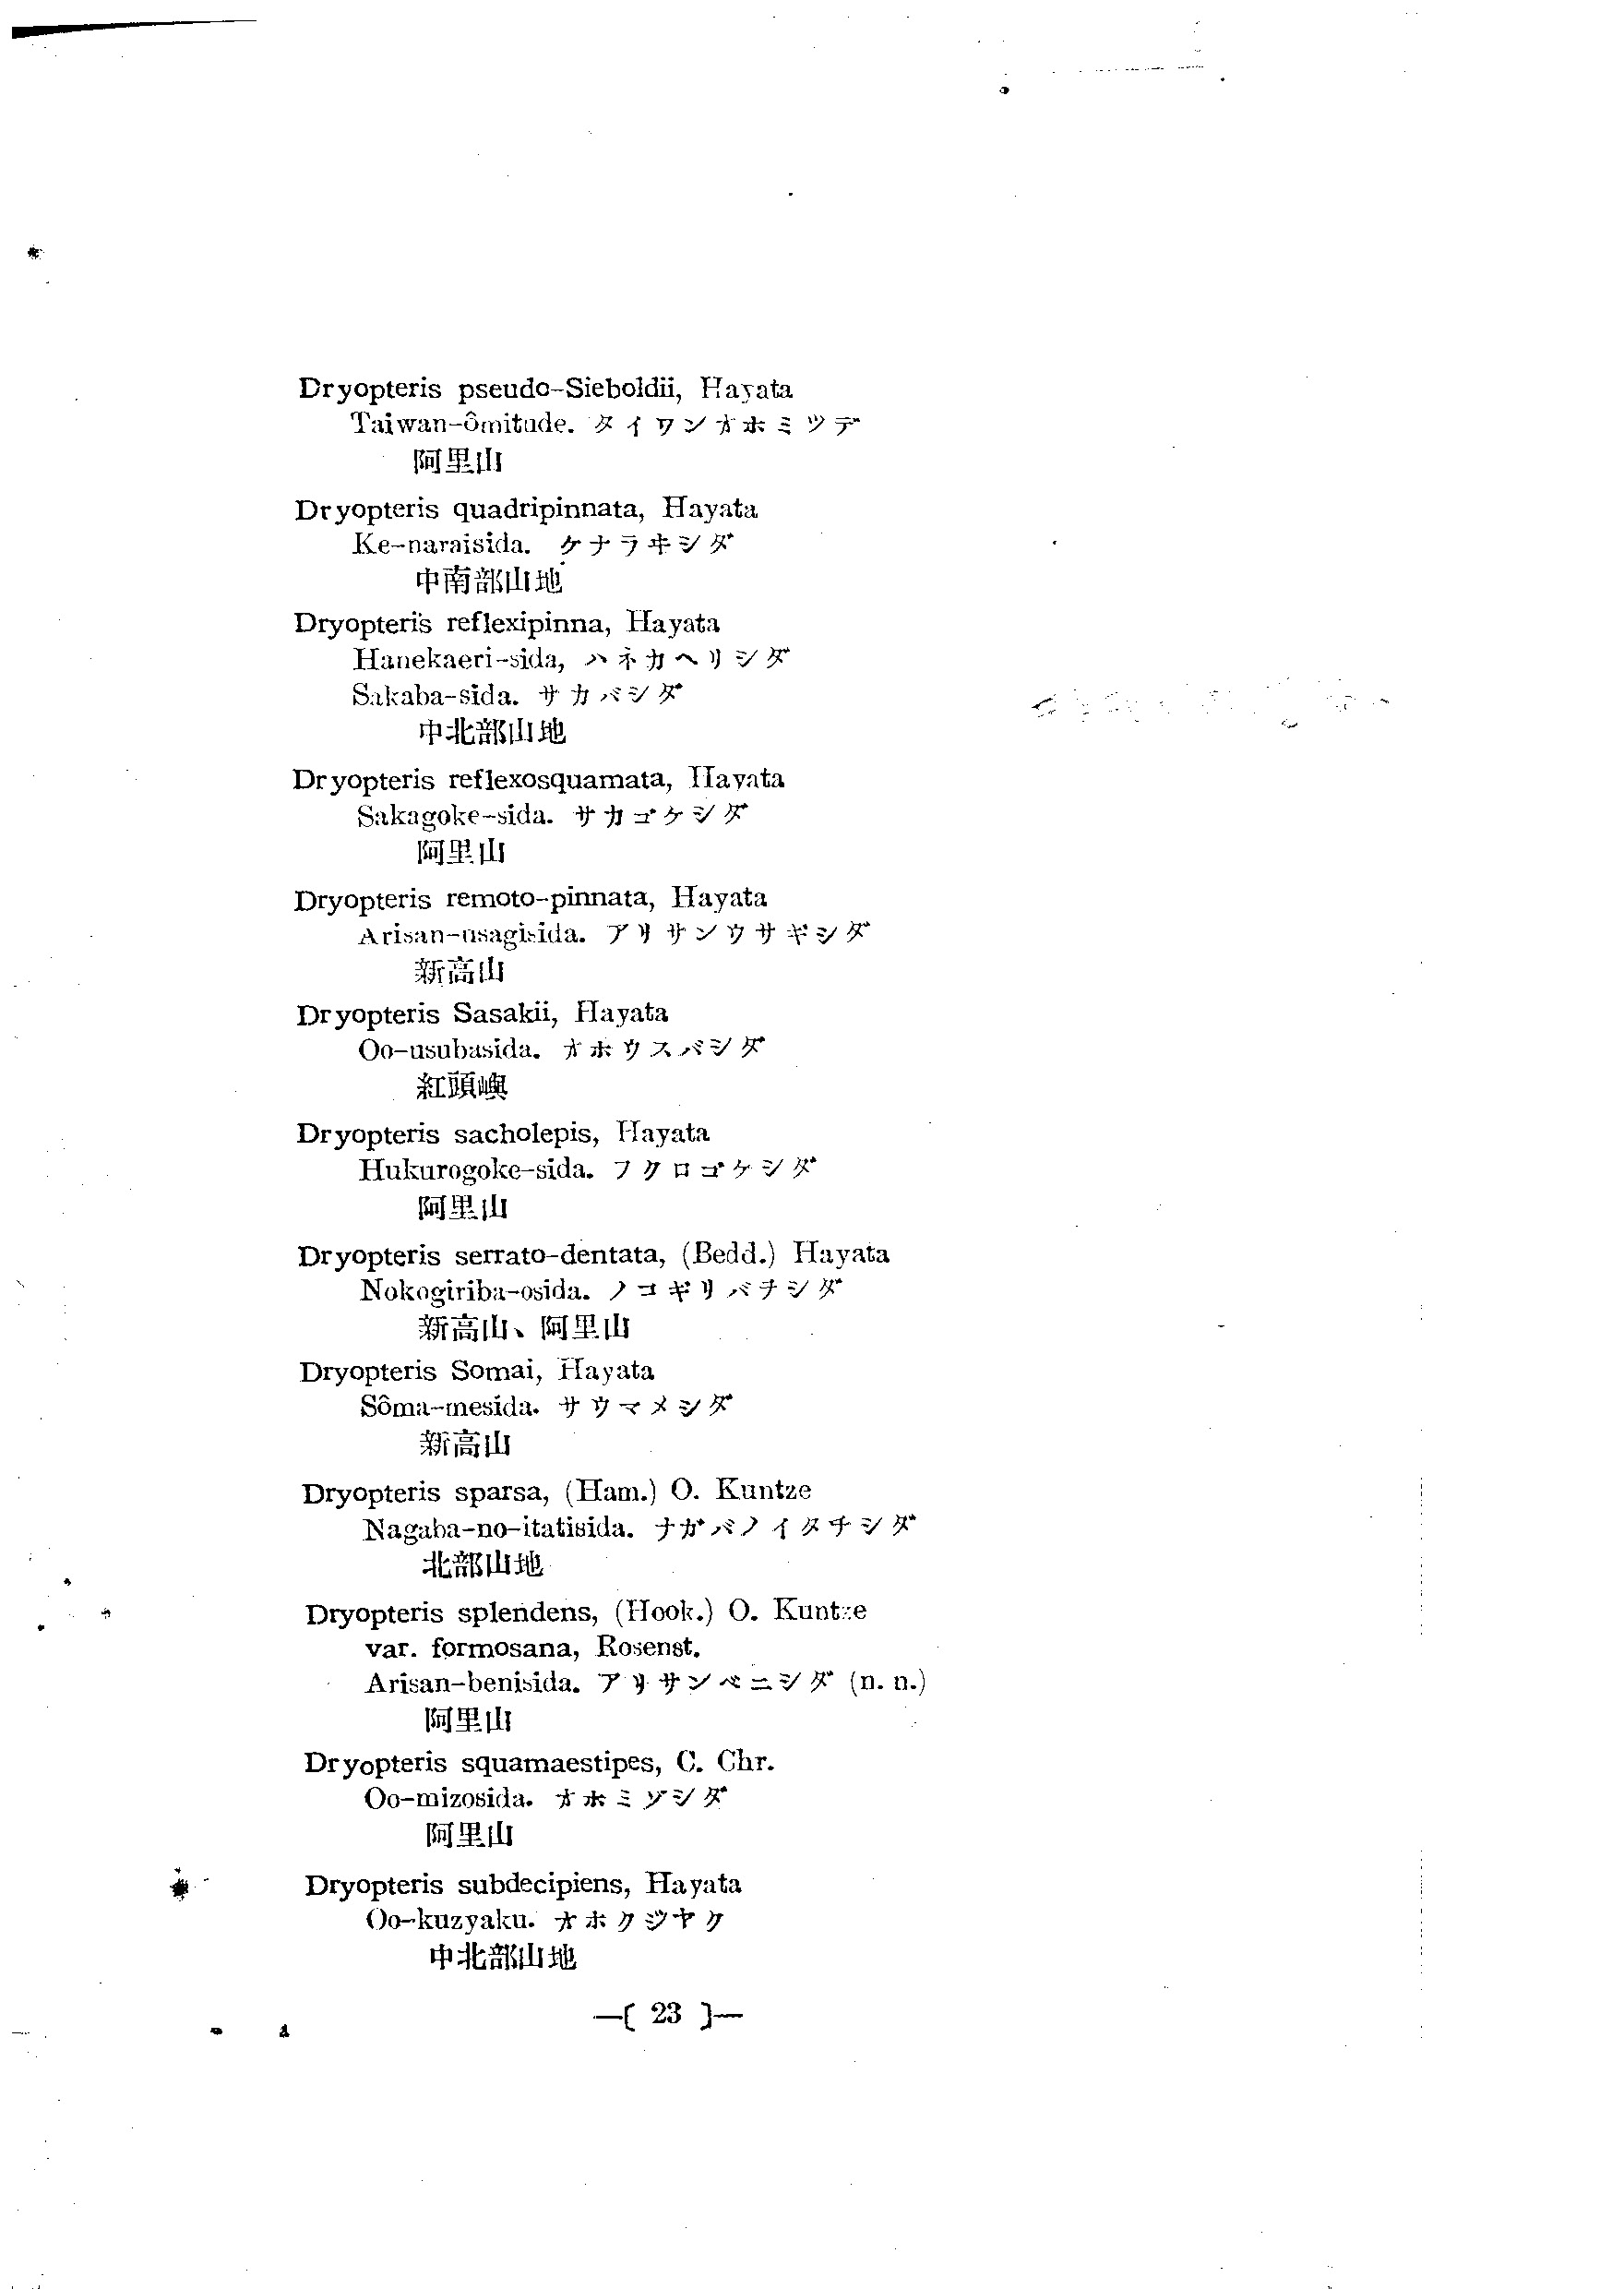 Dryopteris pseudo-Sieboldii, Hayata
Taiwan-ômitude. タイワンオホミツデ
阿里山
Dryopteris quadripinnata, Hayata
Ke-naraisida. ケナラヰシダ
中南部山地
Dryopteris reflexipinna, Hayata
Hanekaeri-sida, ハネカヘリシダ
Sakaba-sida. サカバシダ
中北部山地
Dryopteris reflexosquamata, Hayata
Sakagoke-sida. サカコケシダ
阿里山
Dryopteris remoto-pinnata, Hayata
Arisan-usagisida. アリサンウサギシダ
新高山
Dryopteris Sasakii, Hayata
Oo-usubasida. オホウスバシダ
紅頭嶼
Dryopteris sacholepis, Hayata
Hukurogoke-sida. フクロコケシダ
阿里山
Dryopteris serrato-dentata, (Bedd.) Hayata
Nokogiriba-osida. ノコギリバヲシダ
新高山、阿里山
Dryopteris Somai, Hayata
Sôma-mesida. サウマメシダ
新高山
Dryopteris sparsa, (Ham.) O. Kuntze
Nagaba-no-itatisida. ナガバノイタチシダ
北部山地
Dryopteris splendens, (Hook.) O. Kuntze
var. formosana, Rosenst.
Arisan-benisida. アリサンベニシダ (n. n.)
阿里山
Dryopteris squamaestipes, C. Chr.
Oo-mizosida. オホミゾシダ
阿里山
Dryopteris subdecipiens, Hayata
Oo-kuzyaku. オホクジヤク
中北部山地
—( 23 )—